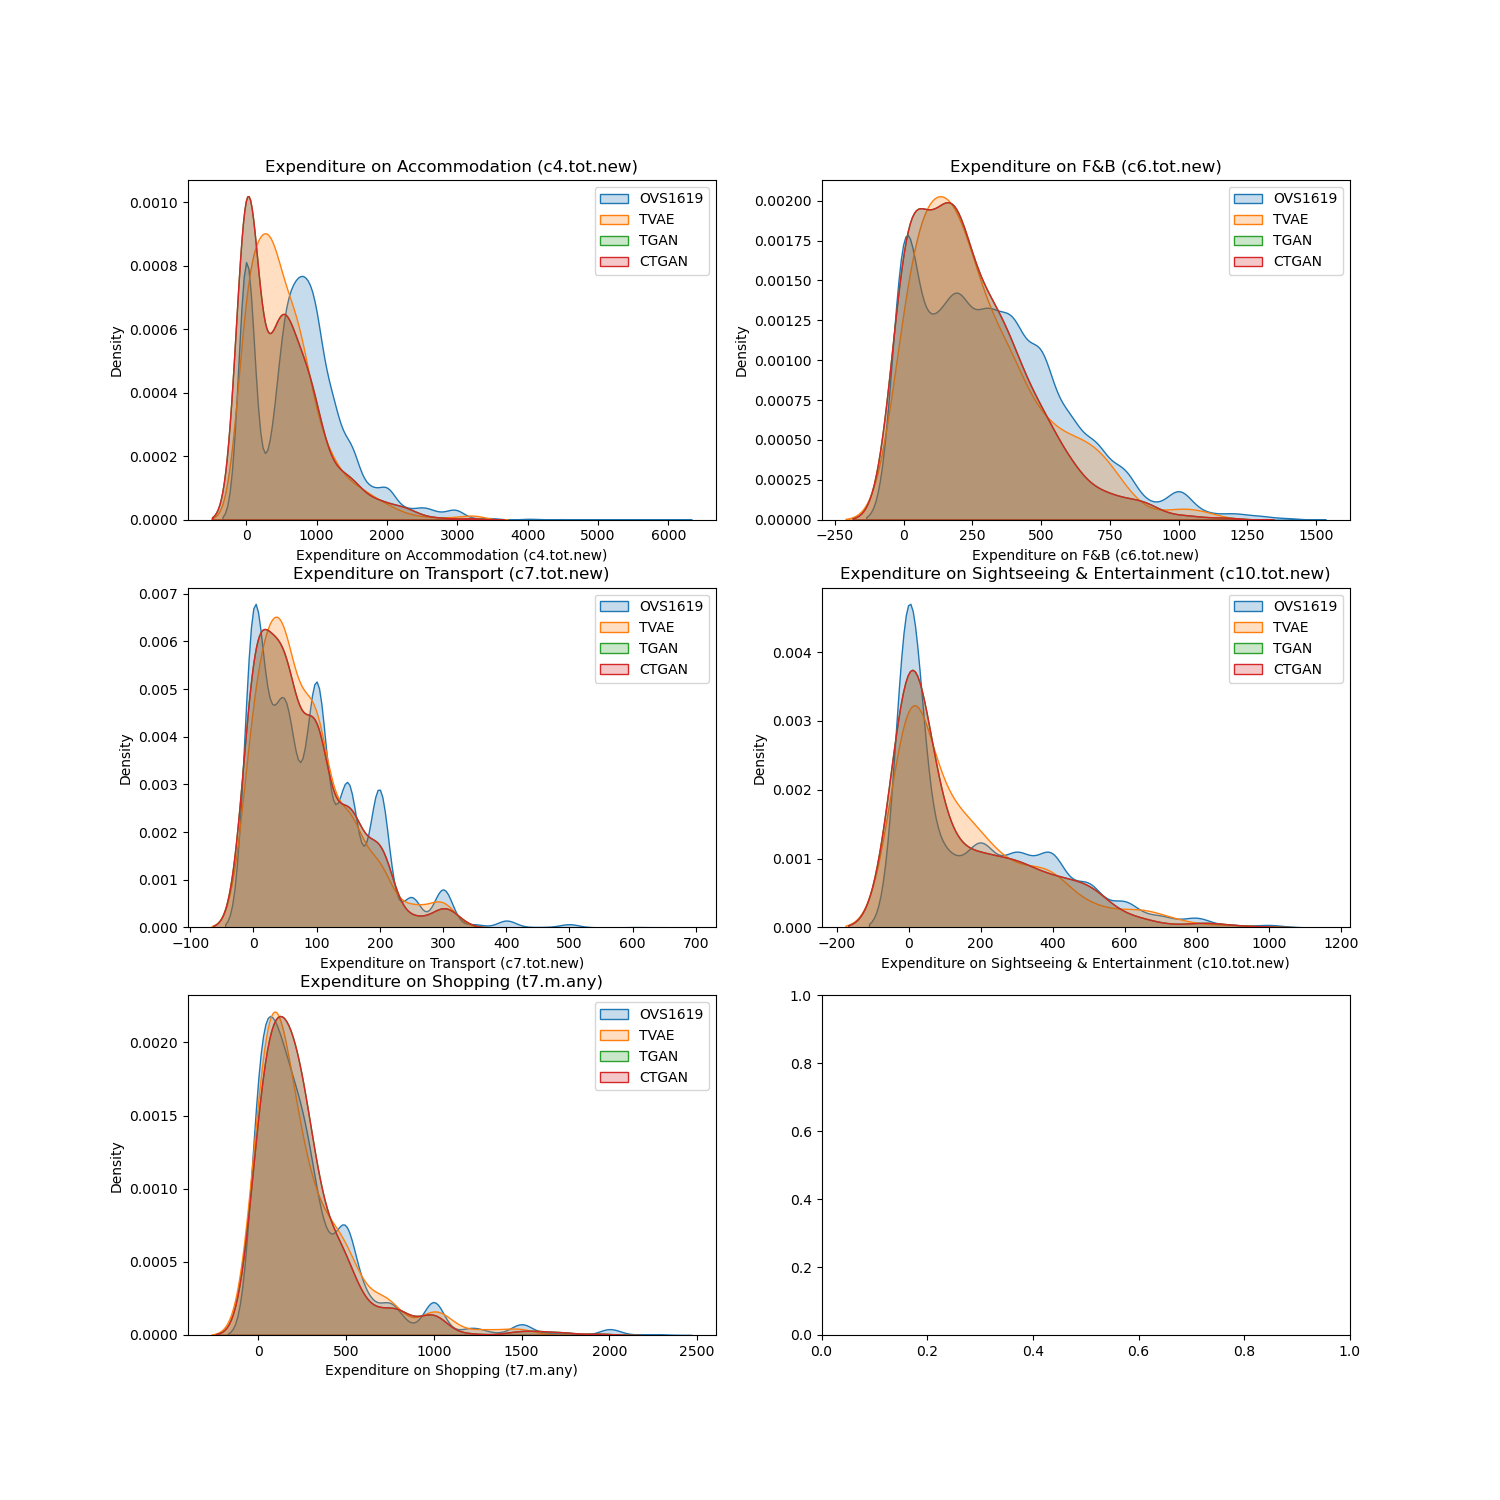 Expenditure on Accommodation (c4.tot.new)
0.0010
0.0008
0.0006
0.0004
0.0002
0.0000
Density
0 1000 2000 3000 4000 5000 6000
Expenditure on Accommodation (c4.tot.new)
OVS1619
TVAE
TGAN
CTGAN
Expenditure on F&B (c6.tot.new)
0.00200
0.00175
0.00150
0.00125
0.00100
0.00075
0.00050
0.00025
0.00000
Density
−250 0 250 500 750 1000 1250 1500
Expenditure on F&B (c6.tot.new)
OVS1619
TVAE
TGAN
CTGAN
Expenditure on Transport (c7.tot.new)
0.007
0.006
0.005
0.004
0.003
0.002
0.001
0.000
Density
−100 0 100 200 300 400 500 600 700
Expenditure on Transport (c7.tot.new)
OVS1619
TVAE
TGAN
CTGAN
Expenditure on Sightseeing & Entertainment (c10.tot.new)
0.004
0.003
0.002
0.001
0.000
Density
−200 0 200 400 600 800 1000 1200
Expenditure on Sightseeing & Entertainment (c10.tot.new)
OVS1619
TVAE
TGAN
CTGAN
Expenditure on Shopping (t7.m.any)
0.0020
0.0015
0.0010
0.0005
0.0000
Density
0 500 1000 1500 2000 2500
Expenditure on Shopping (t7.m.any)
OVS1619
TVAE
TGAN
CTGAN
1.0
0.8
0.6
0.4
0.2
0.0
0.0 0.2 0.4 0.6 0.8 1.0